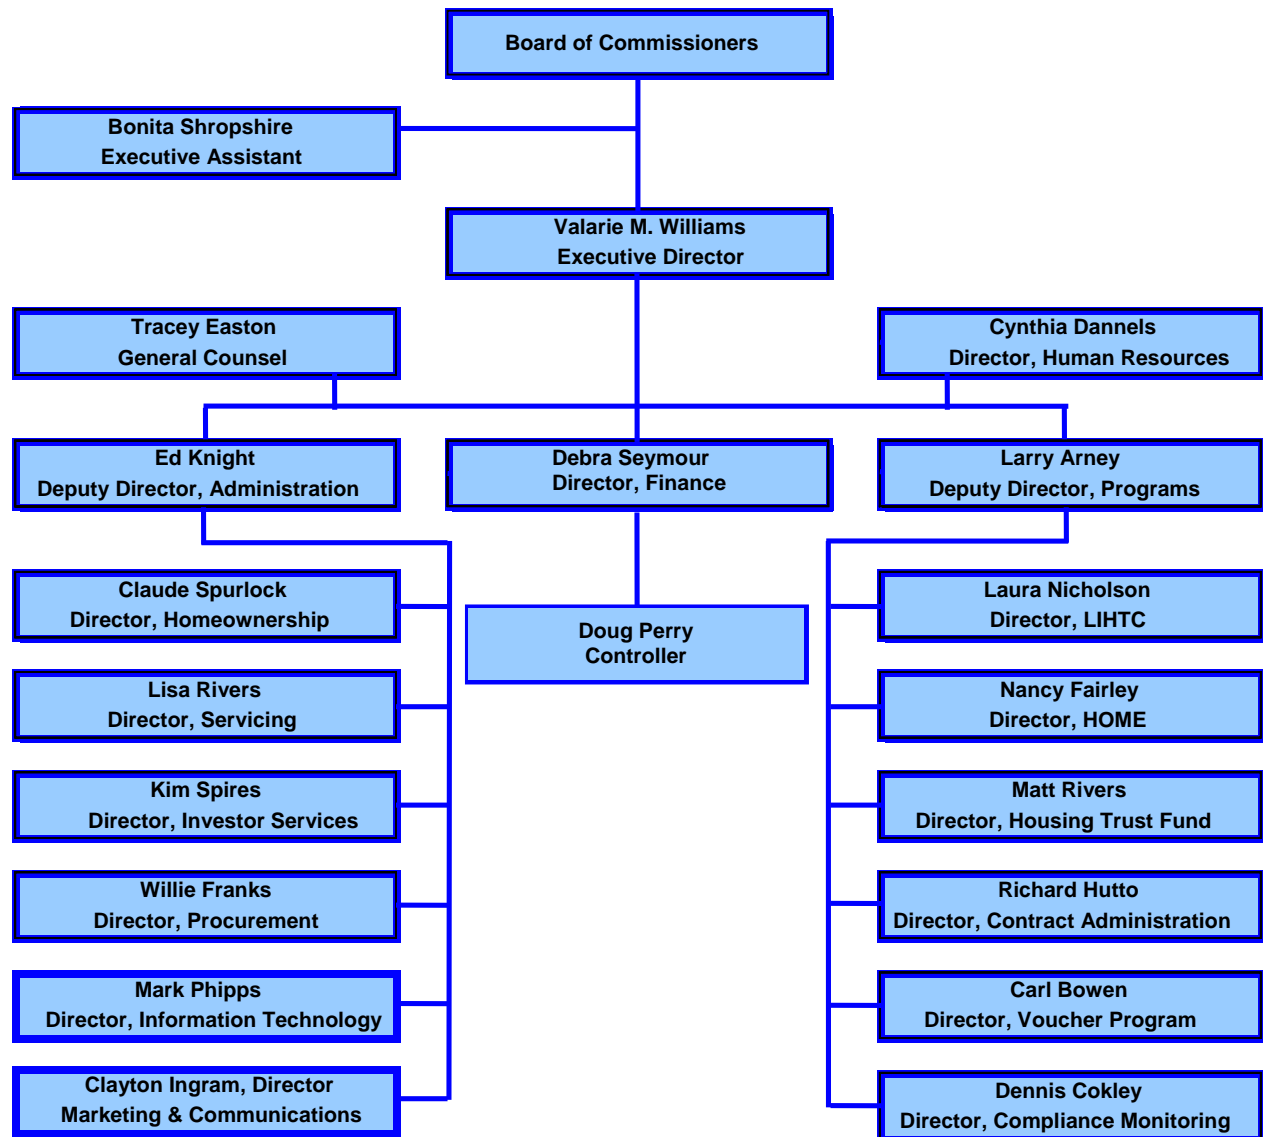 Board of Commissioners
Bonita Shropshire
Executive Assistant
Valarie M. Williams
Executive Director
Tracey Easton
General Counsel
Cynthia Dannels
Director, Human Resources
Ed Knight
Deputy Director, Administration
Debra Seymour
Director, Finance
Larry Arney
Deputy Director, Programs
Claude Spurlock
Director, Homeownership
Doug Perry
Controller
Laura Nicholson
Director, LIHTC
Lisa Rivers
Director, Servicing
Nancy Fairley
Director, HOME
Kim Spires
Director, Investor Services
Matt Rivers
Director, Housing Trust Fund
Willie Franks
Director, Procurement
Richard Hutto
Director, Contract Administration
Mark Phipps
Director, Information Technology
Carl Bowen
Director, Voucher Program
Clayton Ingram, Director
Marketing & Communications
Dennis Cokley
Director, Compliance Monitoring